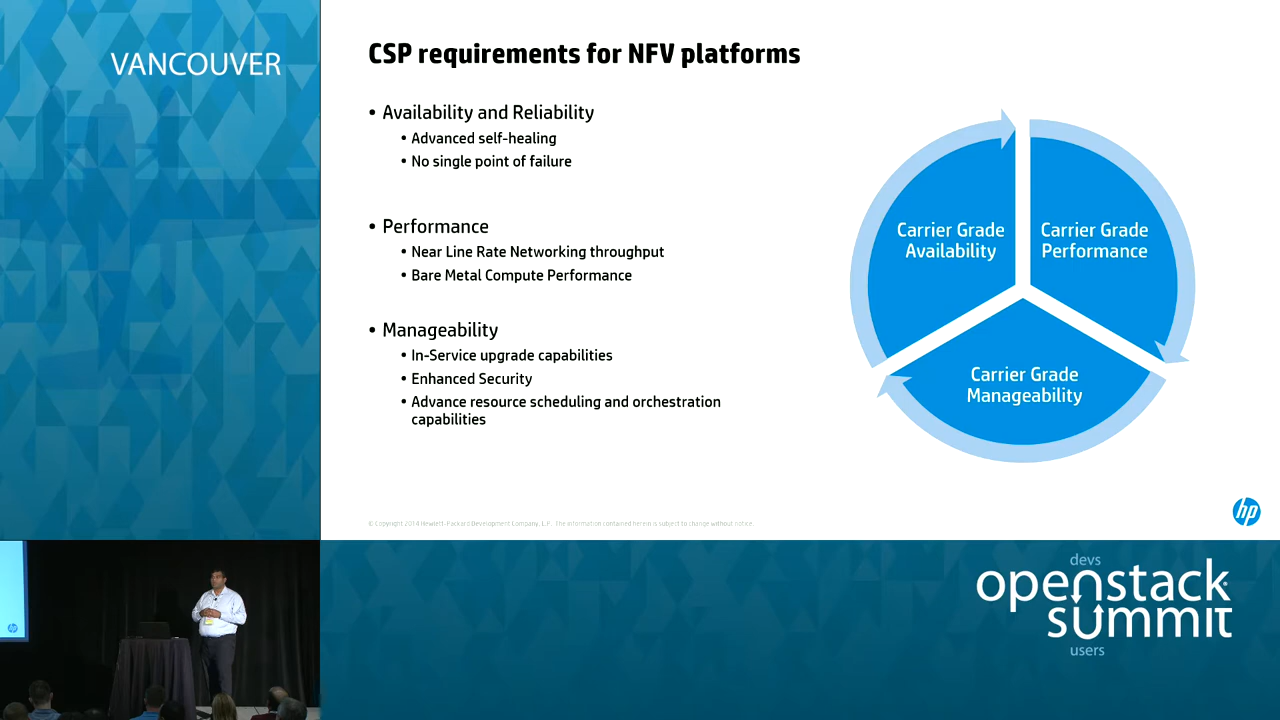 VANCOUVER
CSP requirements for NFV platforms
• Availability and Reliability
• Advanced self-healing
• No single point of failure
• Performance
• Near Line Rate Networking throughput
• Bare Metal Compute Performance
• Manageability
• In-Service upgrade capabilities
• Enhanced Security
• Advance resource scheduling and orchestration
capabilities
Carrier Grade
Availability
Carrier Grade
Performance
Carrier Grade
Manageability
© Copyright 2014 Hewlett-Packard Development Company, L.P. The information contained herein is subject to change without notice.
hp
devs
openstack
summit
users